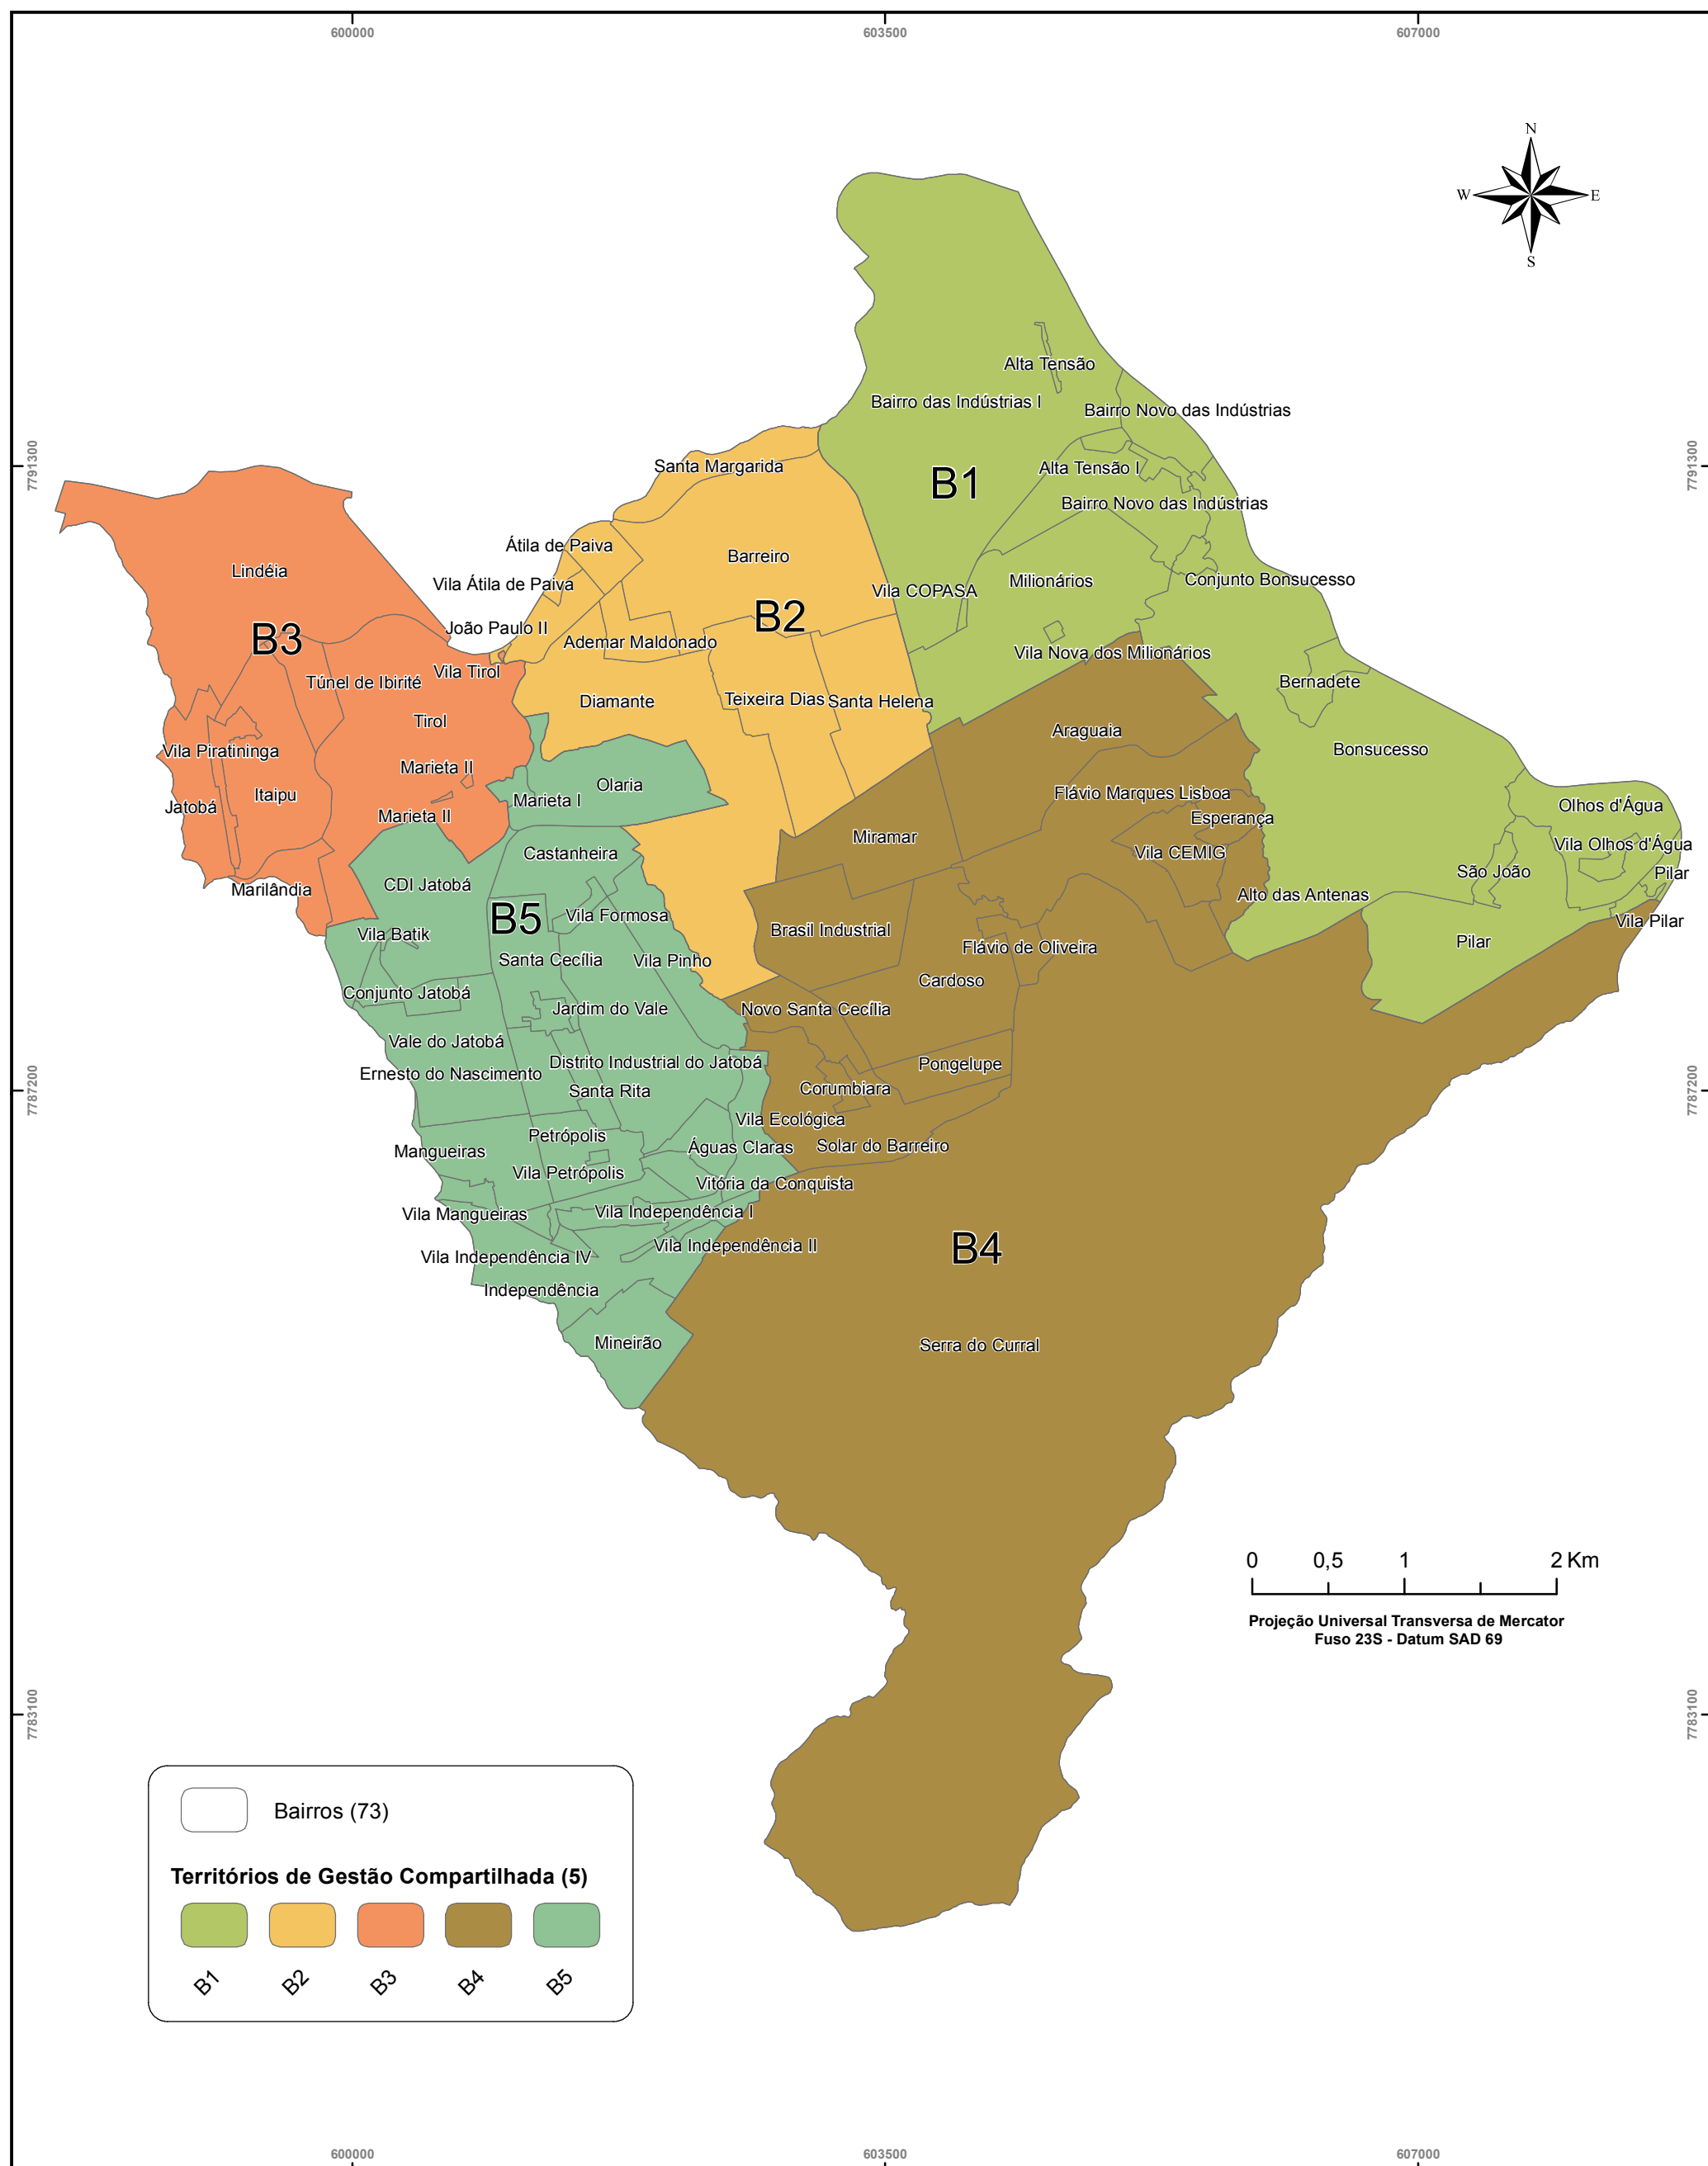 600000
603500
607000
N
W
E
S
Alta Tensão
Bairro das Indústrias I
Bairro Novo das Indústrias
7791300
7791300
Santa Margarida
Alta Tensão I
B1
Bairro Novo das Indústrias
Átila de Paiva
Barreiro
Lindéia
Vila Átila de Paiva
Vila COPASA
Milionários
Conjunto Bonsucesso
B2
João Paulo II
B3
Ademar Maldonado
Vila Nova dos Milionários
Vila Tirol
Túnel de Ibirité
Bernadete
Diamante
Teixeira Dias
Santa Helena
Tirol
Araguaia
Vila Piratininga
Bonsucesso
Marieta II
Olaria
Itaipu
Marieta I
Flávio Marques Lisboa
Jatobá
Olhos d'Água
Marieta II
Esperança
Miramar
Vila Olhos d'Água
Castanheira
Vila CEMIG
São João
Pilar
CDI Jatobá
Marilândia
Alto das Antenas
B5
Vila Formosa
Vila Pilar
Vila Batik
Brasil Industrial
Pilar
Flávio de Oliveira
Santa Cecília
Vila Pinho
Cardoso
Conjunto Jatobá
Jardim do Vale
Novo Santa Cecília
Vale do Jatobá
Distrito Industrial do Jatobá
Pongelupe
Ernesto do Nascimento
Santa Rita
Corumbiara
7787200
7787200
Vila Ecológica
Petrópolis
Mangueiras
Águas Claras
Solar do Barreiro
Vila Petrópolis
Vitória da Conquista
Vila Mangueiras
Vila Independência I
Vila Independência II
B4
Vila Independência IV
Independência
Mineirão
Serra do Curral
0
0,5
1
2 Km
Projeção Universal Transversa de Mercator
Fuso 23S - Datum SAD 69
7783100
7783100
Bairros (73)
Territórios de Gestão Compartilhada (5)
B1
B2
B3
B4
B5
600000
603500
607000